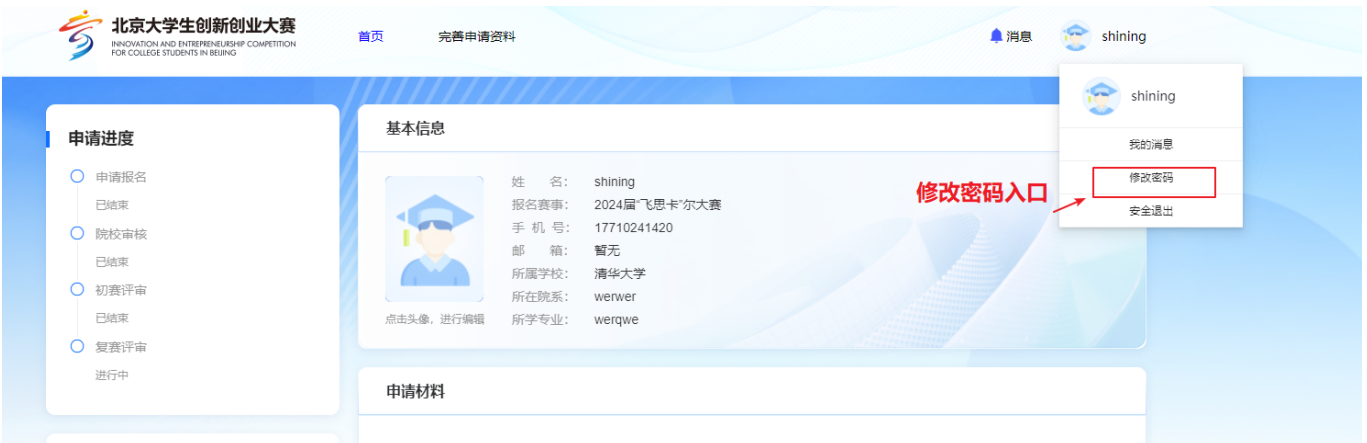 北京大学生创新创业大赛
INNOVATION AND ENTREPRENEURSHIP COMPETITION
FOR COLLEGE STUDENTS IN BEIJING
首页 完善申请资料 消息 shining
shining
我的消息
修改密码
安全退出
修改密码入口
申请进度
申请报名
已结束
院校审核
已结束
初赛评审
已结束
复赛评审
进行中
基本信息
点击头像，进行编辑
姓 名： shining
报名赛事： 2024届“飞思卡”尔大赛
手 机 号： 17710241420
邮 箱： 暂无
所属学校： 清华大学
所在院系： werwer
所学专业： werqwe
申请材料